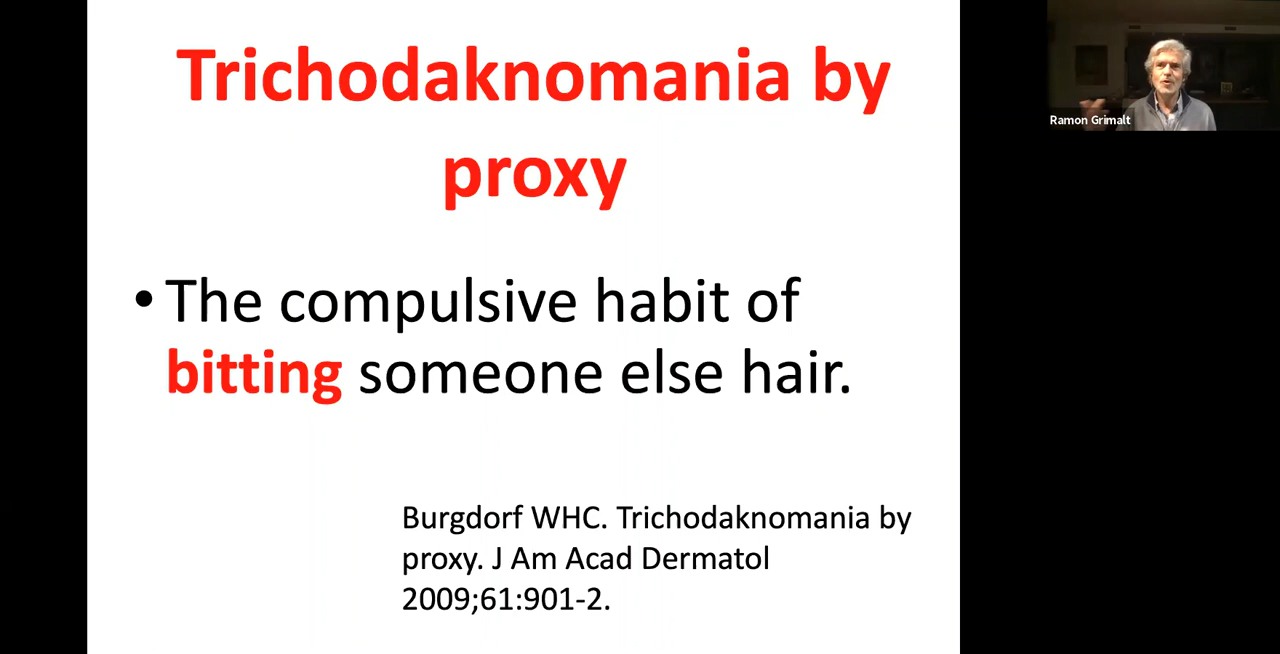 Trichodaknomania by
proxy
• The compulsive habit of
bitting someone else hair.
Burgdorf WHC. Trichodaknomania by
proxy. J Am Acad Dermatol
2009;61:901-2.
Ramon Grimalt